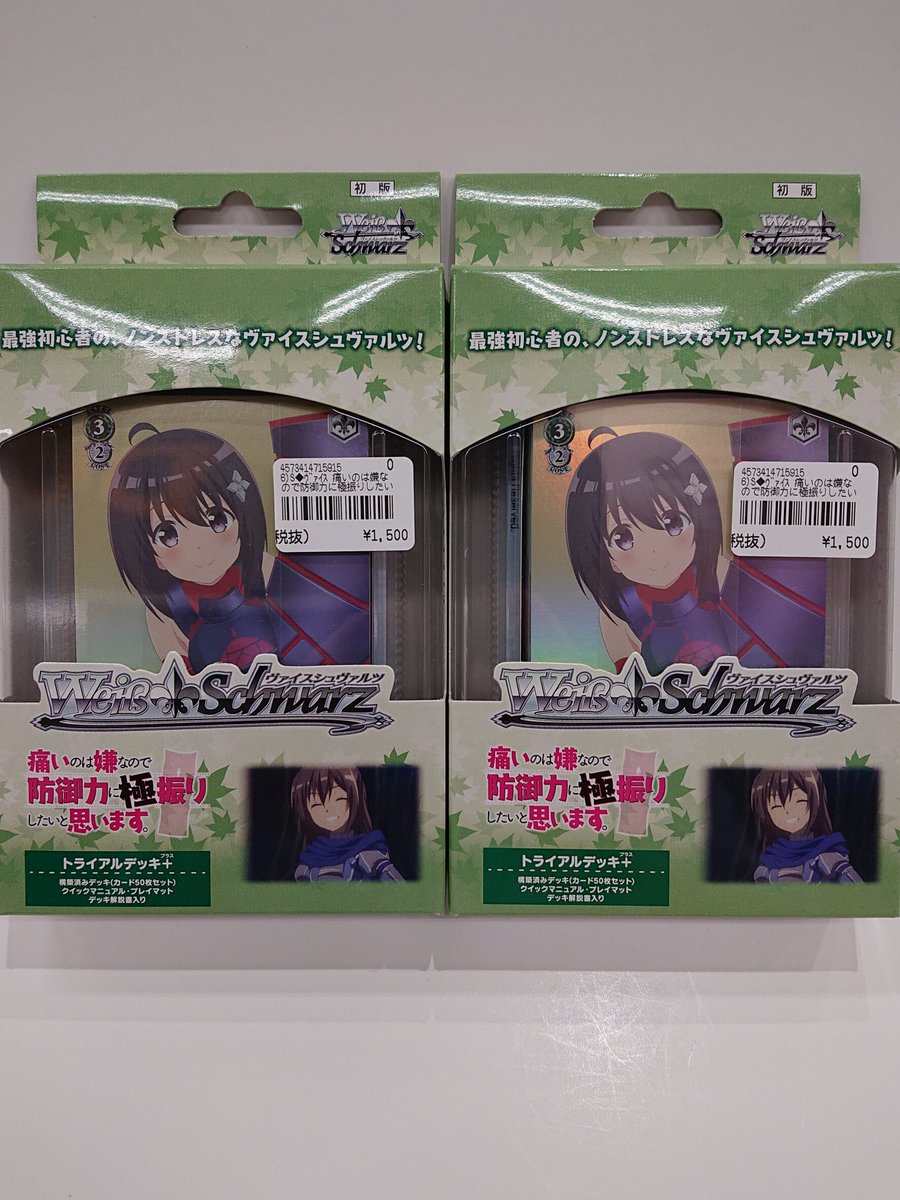 初版
Weiß Schwarz
最強初心者の、ノンストレスなヴァイスシュヴァルツ!
3
2
4573414715915 0
6)S◆ヴァイス 痛いのは嫌な
ので防御力に極振りしたい
税抜) ¥1,500
ヴァイスシュヴァルツ
Weiß Schwarz
痛いのは嫌なので
防御力に極振り
したいと思います。
プラス
トライアルデッキ+
構築済みデッキ(カード50枚セット)
クイックマニュアル・プレイマット
デッキ解説書入り
初版
Weiß Schwarz
最強初心者の、ノンストレスなヴァイスシュヴァルツ!
3
2
4573414715915 0
6)S◆ヴァイス 痛いのは嫌な
ので防御力に極振りしたい
税抜) ¥1,500
ヴァイスシュヴァルツ
Weiß Schwarz
痛いのは嫌なので
防御力に極振り
したいと思います。
プラス
トライアルデッキ+
構築済みデッキ(カード50枚セット)
クイックマニュアル・プレイマット
デッキ解説書入り